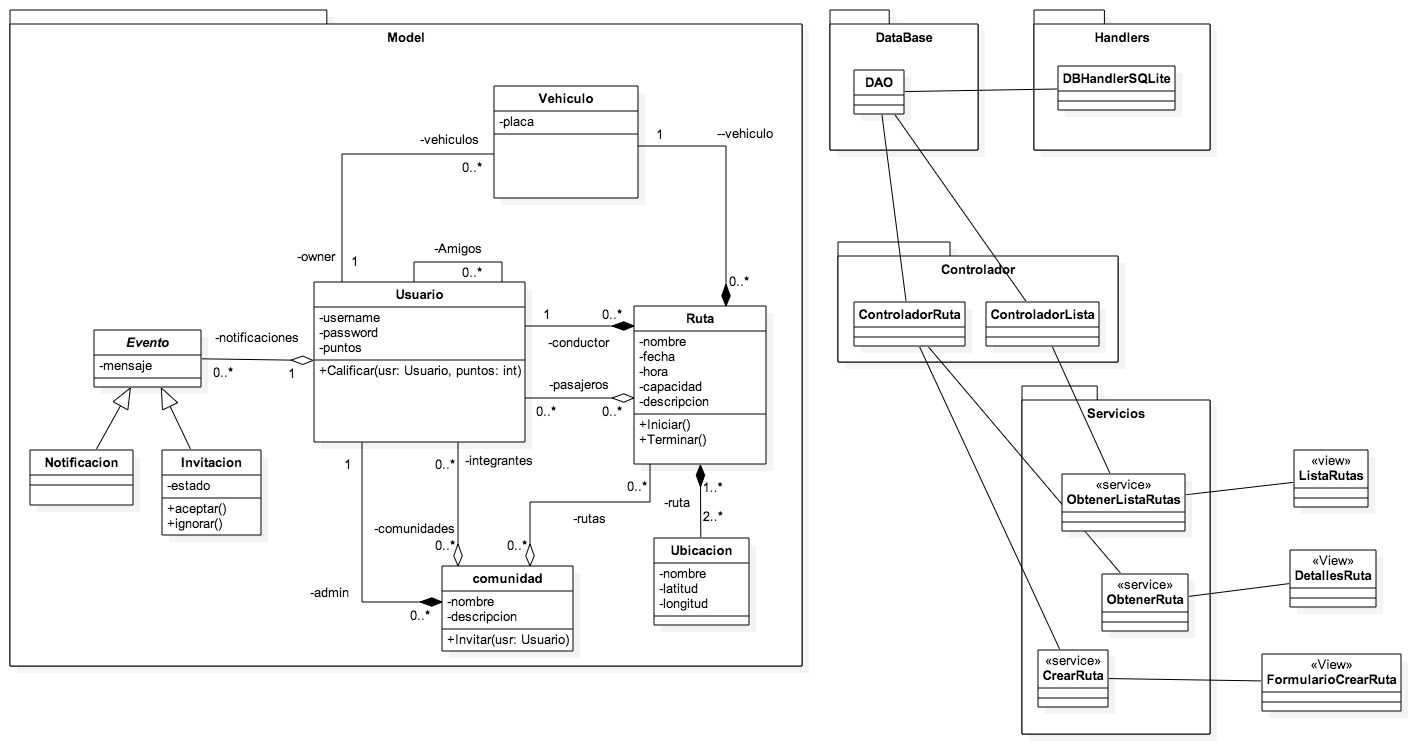 Model
Vehiculo
-placa
-vehiculos
0..*
1
--vehiculo
-owner
1
-Amigos
0..*
0..*
Usuario
-username
-password
-puntos
+Calificar(usr: Usuario, puntos: int)
Evento
-mensaje
-notificaciones
0..*
1
1
0..*
-conductor
-pasajeros
0..*
0..*
Ruta
-nombre
-fecha
-hora
-capacidad
-descripcion
+Iniciar()
+Terminar()
Notificacion
Invitacion
-estado
+aceptar()
+ignorar()
1
0..*
-integrantes
0..*
-rutas
-comunidades
0..*
0..*
-admin
0..*
1..*
-ruta
2..*
comunidad
-nombre
-descripcion
+Invitar(usr: Usuario)
Ubicacion
-nombre
-latitud
-longitud
DataBase
DAO
Handlers
DBHandlerSQLite
Controlador
ControladorRuta
ControladorLista
Servicios
«service»
ObtenerListaRutas
«service»
ObtenerRuta
«service»
CrearRuta
«view»
ListaRutas
«View»
DetallesRuta
«View»
FormularioCrearRuta